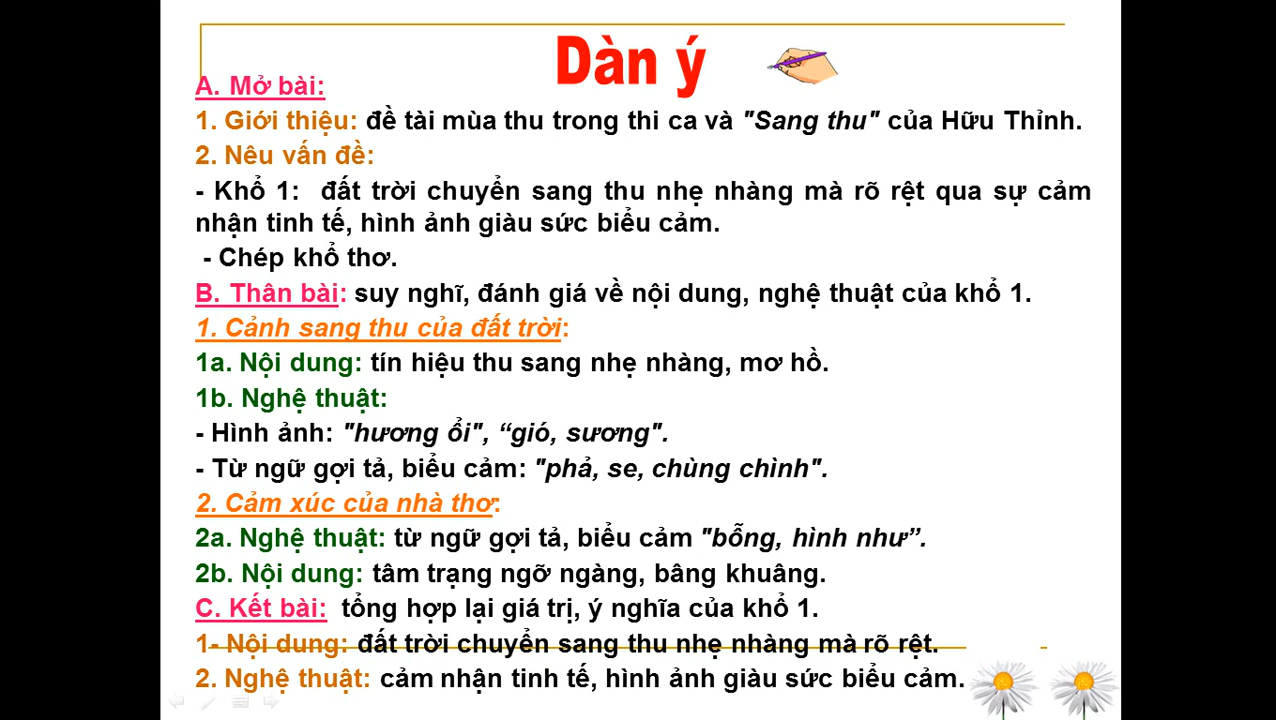 Dàn ý
A. Mở bài:
1. Giới thiệu: đề tài mùa thu trong thi ca và "Sang thu" của Hữu Thỉnh.
2. Nêu vấn đề:
- Khổ 1: đất trời chuyển sang thu nhẹ nhàng mà rõ rệt qua sự cảm
nhận tinh tế, hình ảnh giàu sức biểu cảm.
- Chép khổ thơ.
B. Thân bài: suy nghĩ, đánh giá về nội dung, nghệ thuật của khổ 1.
1. Cảnh sang thu của đất trời:
1a. Nội dung: tín hiệu thu sang nhẹ nhàng, mơ hồ.
1b. Nghệ thuật:
- Hình ảnh: "hương ổi", “gió, sương".
- Từ ngữ gợi tả, biểu cảm: "phả, se, chùng chình".
2. Cảm xúc của nhà thơ:
2a. Nghệ thuật: từ ngữ gợi tả, biểu cảm "bỗng, hình như”.
2b. Nội dung: tâm trạng ngỡ ngàng, bâng khuâng.
C. Kết bài: tổng hợp lại giá trị, ý nghĩa của khổ 1.
1- Nội dung: đất trời chuyển sang thu nhẹ nhàng mà rõ rệt.
2. Nghệ thuật: cảm nhận tinh tế, hình ảnh giàu sức biểu cảm.